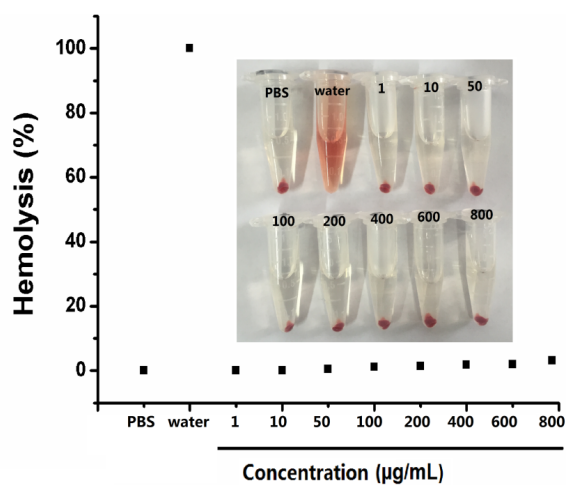 Hemolysis (%)
100
80
60
40
20
0
PBS water 1 10 50
100 200 400 600 800
PBS water 1 10 50 100 200 400 600 800
Concentration (μg/mL)